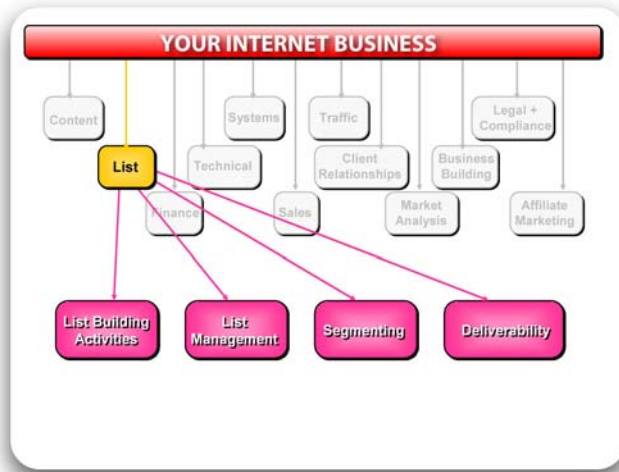 YOUR INTERNET BUSINESS
Content
Systems
Traffic
Legal +
Compliance
List
Technical
Client
Relationships
Business
Building
Finance
Sales
Market
Analysis
Affiliate
Marketing
List Building
Activities
List
Management
Segmenting
Deliverability